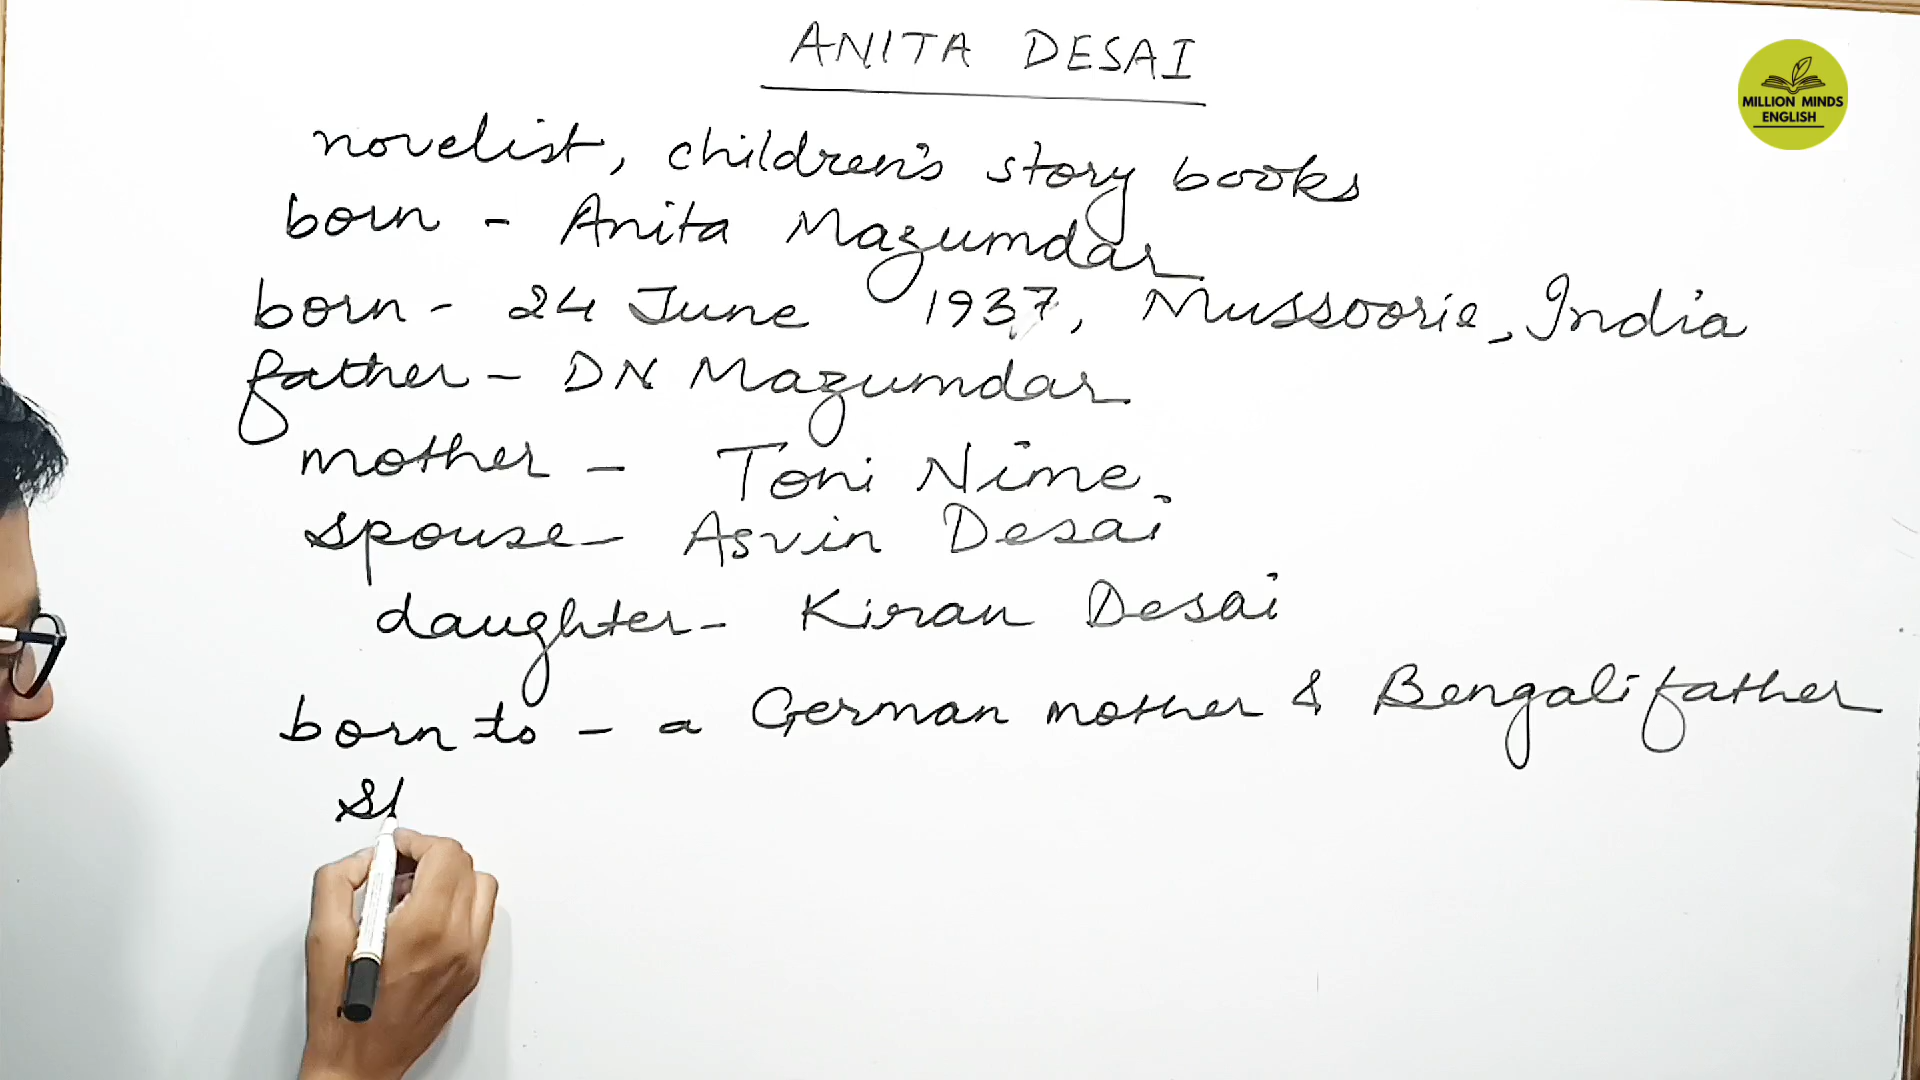 ANITA DESAI
MILLION MINDS
ENGLISH
novelist, children's story books
born - Anita Mazumdar
born - 24 June 1937, Mussoorie, India
father - DN Mazumdar
mother - Toni Nime
spouse - Asvin Desai
daughter - Kiran Desai
born to - a German mother & Bengali father